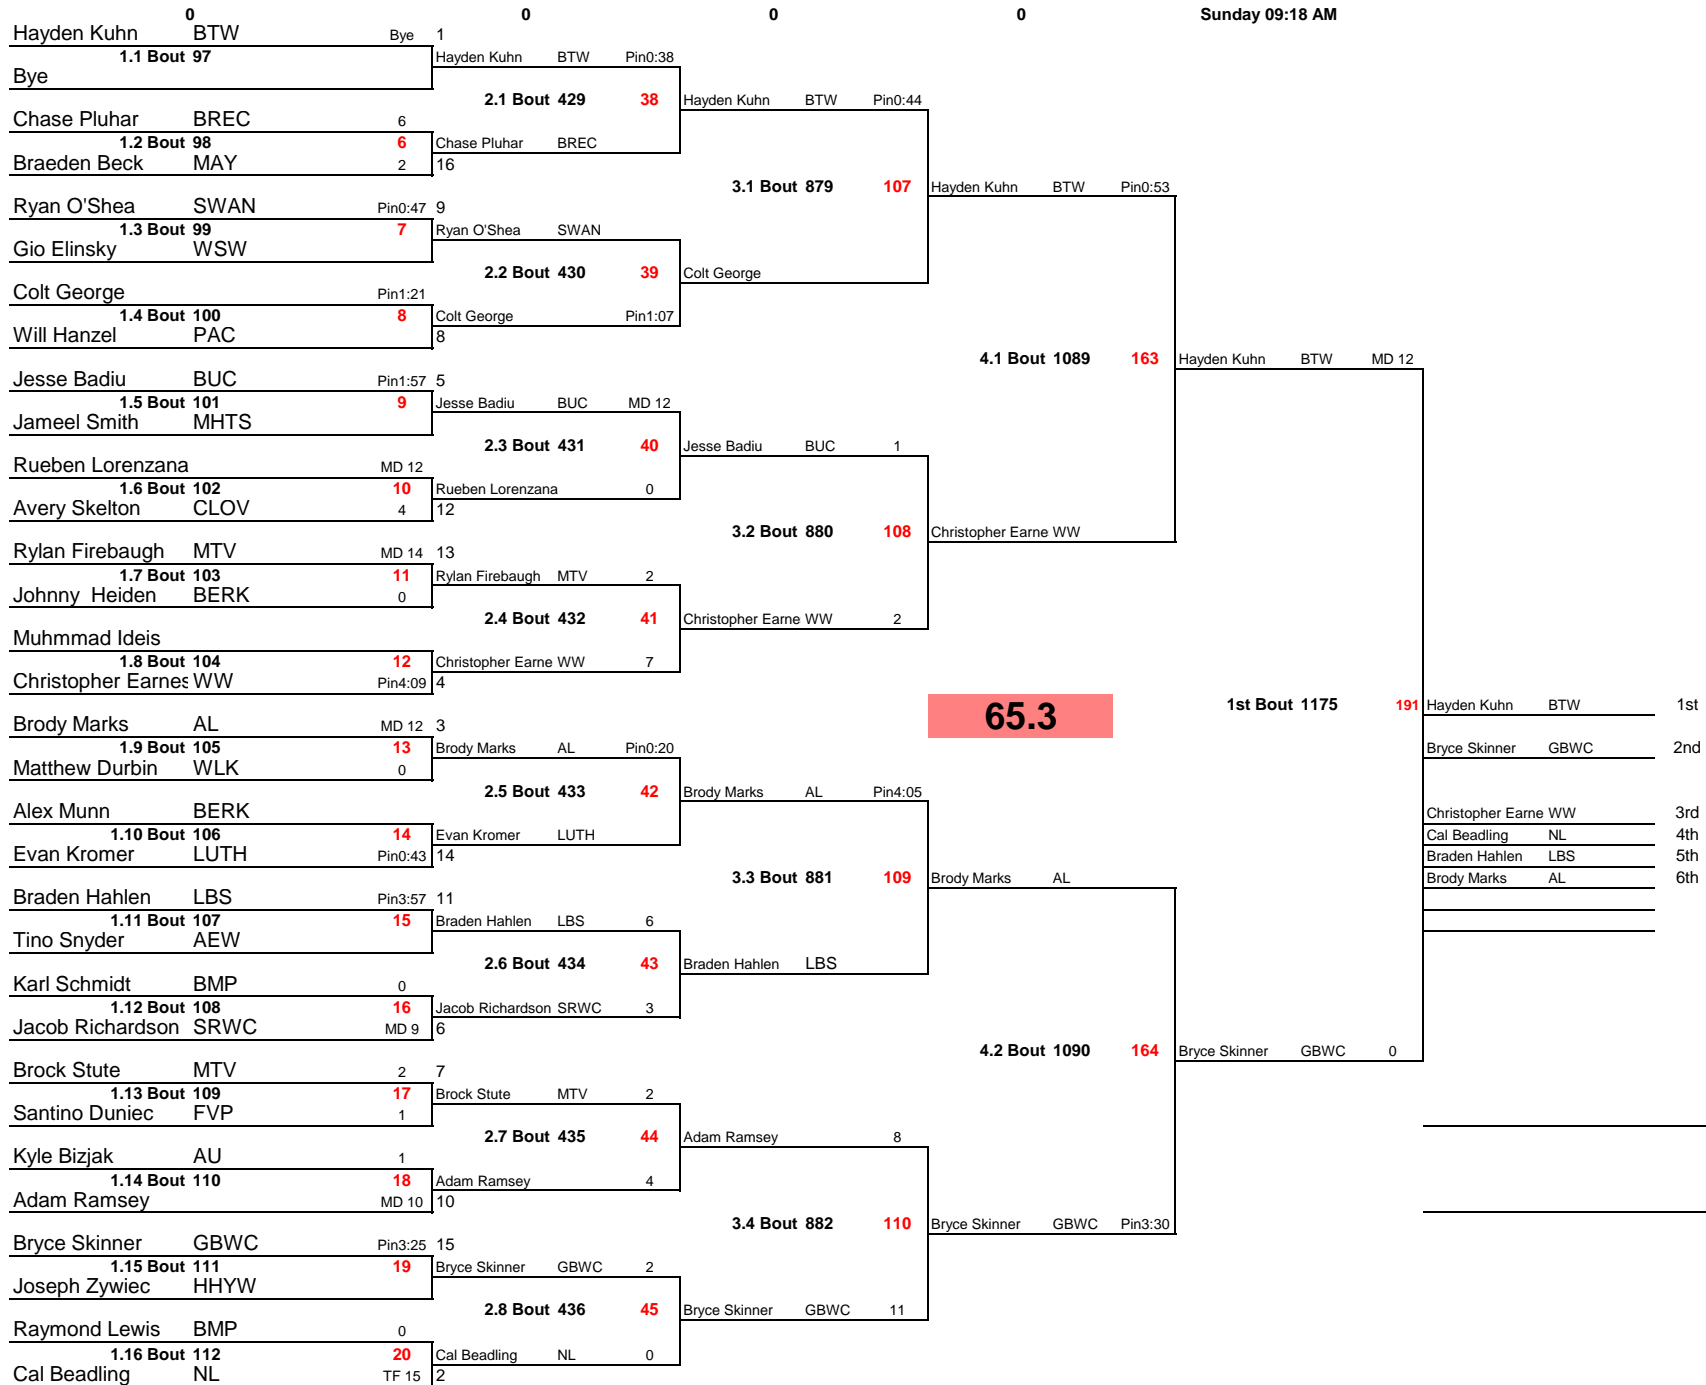 0 0 0 0 Sunday 09:18 AM
Hayden Kuhn BTW Bye 1
1.1 Bout 97
Bye
Chase Pluhar BREC 6
1.2 Bout 98 6
Braeden Beck MAY 2 16
Ryan O'Shea SWAN Pin0:47 9
1.3 Bout 99 7
Gio Elinsky WSW
Colt George Pin1:21
1.4 Bout 100 8
Will Hanzel PAC 8
Jesse Badiu BUC Pin1:57 5
1.5 Bout 101 9
Jameel Smith MHTS
Rueben Lorenzana MD 12
1.6 Bout 102 10
Avery Skelton CLOV 4 12
Rylan Firebaugh MTV MD 14 13
1.7 Bout 103 11
Johnny Heiden BERK 0
Muhmmad Ideis
1.8 Bout 104 12
Christopher Earnes WW Pin4:09 4
Brody Marks AL MD 12 3
1.9 Bout 105 13
Matthew Durbin WLK 0
Alex Munn BERK
1.10 Bout 106 14
Evan Kromer LUTH Pin0:43 14
Braden Hahlen LBS Pin3:57 11
1.11 Bout 107 15
Tino Snyder AEW
Karl Schmidt BMP 0
1.12 Bout 108 16
Jacob Richardson SRWC MD 9 6
Brock Stute MTV 2 7
1.13 Bout 109 17
Santino Duniec FVP 1
Kyle Bizjak AU 1
1.14 Bout 110 18
Adam Ramsey MD 10 10
Bryce Skinner GBWC Pin3:25 15
1.15 Bout 111 19
Joseph Zywiec HHYW
Raymond Lewis BMP 0
1.16 Bout 112 20
Cal Beadling NL TF 15 2
Hayden Kuhn BTW Pin0:38
2.1 Bout 429 38
Chase Pluhar BREC
Ryan O'Shea SWAN
2.2 Bout 430 39
Colt George Pin1:07
Jesse Badiu BUC MD 12
2.3 Bout 431 40
Rueben Lorenzana 0
Rylan Firebaugh MTV 2
2.4 Bout 432 41
Christopher Earne WW 7
Brody Marks AL Pin0:20
2.5 Bout 433 42
Evan Kromer LUTH
Braden Hahlen LBS 6
2.6 Bout 434 43
Jacob Richardson SRWC 3
Brock Stute MTV 2
2.7 Bout 435 44
Adam Ramsey 4
Bryce Skinner GBWC 2
2.8 Bout 436 45
Cal Beadling NL 0
Hayden Kuhn BTW Pin0:44
3.1 Bout 879 107
Colt George
Jesse Badiu BUC 1
3.2 Bout 880 108
Christopher Earne WW 2
Brody Marks AL Pin4:05
3.3 Bout 881 109
Braden Hahlen LBS
Adam Ramsey 8
3.4 Bout 882 110
Bryce Skinner GBWC 11
Hayden Kuhn BTW Pin0:53
4.1 Bout 1089 163
Christopher Earne WW
65.3
Brody Marks AL
4.2 Bout 1090 164
Bryce Skinner GBWC Pin3:30
Hayden Kuhn BTW MD 12
1st Bout 1175 191
Bryce Skinner GBWC 0
Hayden Kuhn BTW 1st
Bryce Skinner GBWC 2nd
Christopher Earne WW 3rd
Cal Beadling NL 4th
Braden Hahlen LBS 5th
Brody Marks AL 6th